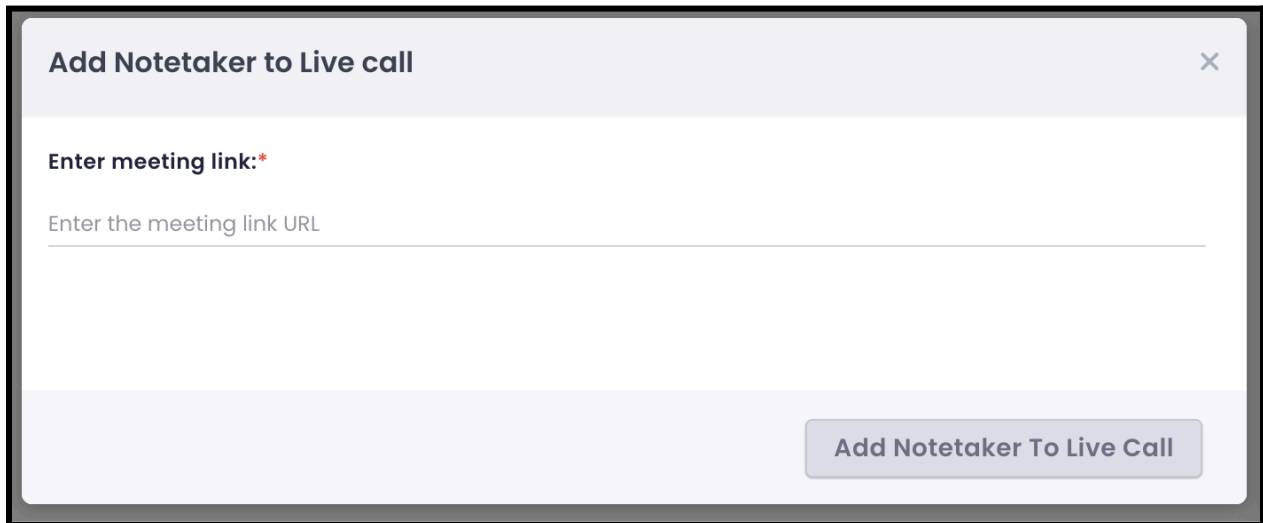 Add Notetaker to Live call
Enter meeting link:*
Enter the meeting link URL
Add Notetaker To Live Call